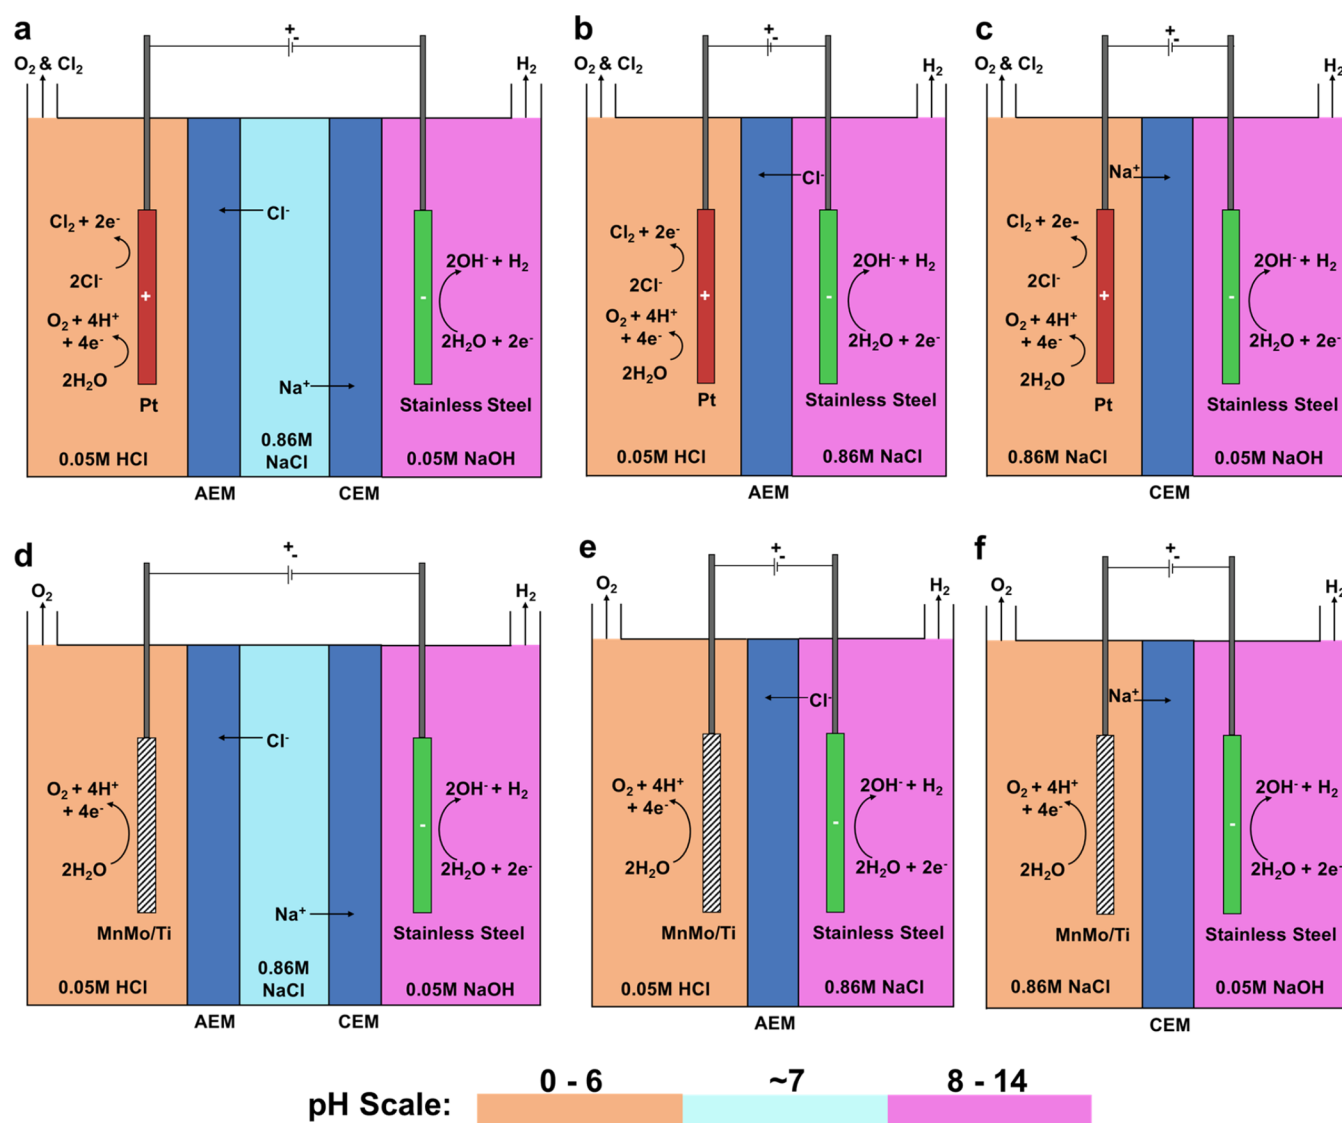 a
+
-
O₂ & Cl₂
H₂
Cl⁻
Cl₂ + 2e⁻
2Cl⁻
O₂ + 4H⁺
+ 4e⁻
2H₂O
+
Pt
0.05M HCl
Na⁺
0.86M
NaCl
-
2OH⁻ + H₂
2H₂O + 2e⁻
Stainless Steel
0.05M NaOH
AEM
CEM
b
+
-
O₂ & Cl₂
H₂
Cl⁻
Cl₂ + 2e⁻
2Cl⁻
O₂ + 4H⁺
+ 4e⁻
2H₂O
+
Pt
0.05M HCl
-
2OH⁻ + H₂
2H₂O + 2e⁻
Stainless Steel
0.86M NaCl
AEM
c
+
-
O₂ & Cl₂
H₂
Na⁺
Cl₂ + 2e-
2Cl⁻
O₂ + 4H⁺
+ 4e⁻
2H₂O
+
Pt
0.86M NaCl
-
2OH⁻ + H₂
2H₂O + 2e⁻
Stainless Steel
0.05M NaOH
CEM
d
+
-
O₂
H₂
Cl⁻
O₂ + 4H⁺
+ 4e⁻
2H₂O
MnMo/Ti
0.05M HCl
Na⁺
0.86M
NaCl
-
2OH⁻ + H₂
2H₂O + 2e⁻
Stainless Steel
0.05M NaOH
AEM
CEM
e
+
-
O₂
H₂
Cl⁻
O₂ + 4H⁺
+ 4e⁻
2H₂O
MnMo/Ti
0.05M HCl
-
2OH⁻ + H₂
2H₂O + 2e⁻
Stainless Steel
0.86M NaCl
AEM
f
+
-
O₂
H₂
Na⁺
O₂ + 4H⁺
+ 4e⁻
2H₂O
MnMo/Ti
0.86M NaCl
-
2OH⁻ + H₂
2H₂O + 2e⁻
Stainless Steel
0.05M NaOH
CEM
0 - 6
~7
8 - 14
pH Scale: